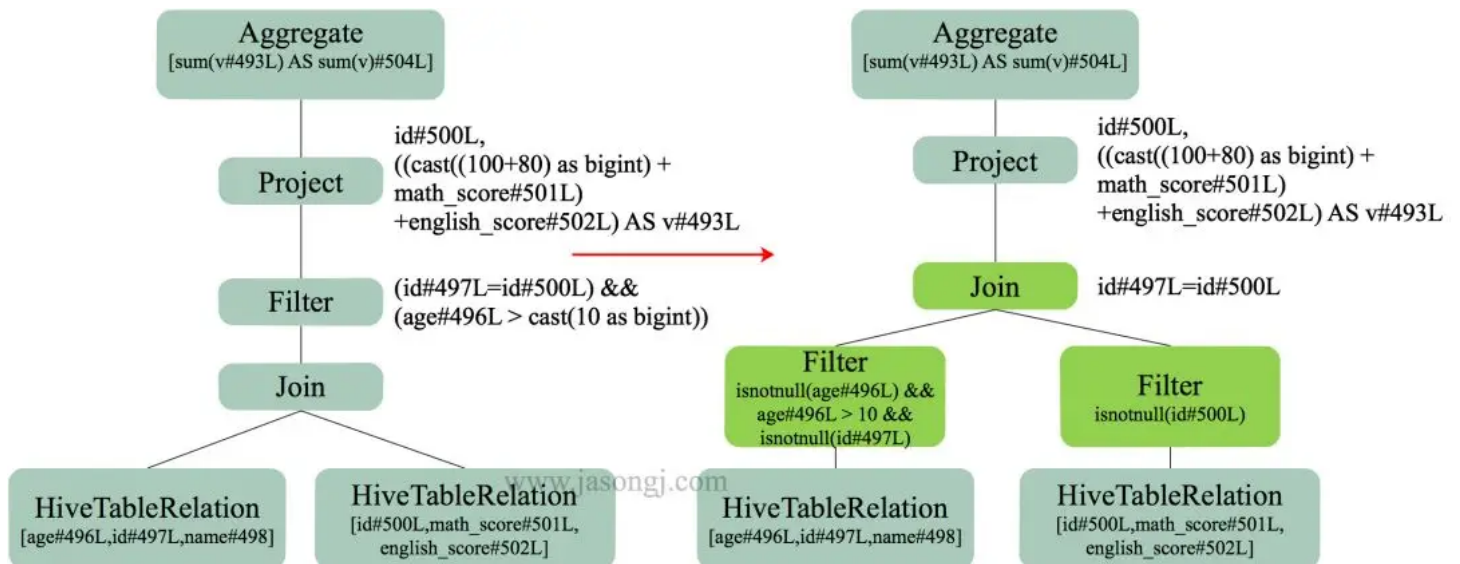 Aggregate
[sum(v#493L) AS sum(v)#504L]
id#500L,
((cast((100+80) as bigint) +
math_score#501L)
+english_score#502L) AS v#493L
Project
(id#497L=id#500L) &&
(age#496L > cast(10 as bigint))
Filter
Join
HiveTableRelation
[age#496L,id#497L,name#498]
HiveTableRelation
[id#500L,math_score#501L,
english_score#502L]
Aggregate
[sum(v#493L) AS sum(v)#504L]
id#500L,
((cast((100+80) as bigint) +
math_score#501L)
+english_score#502L) AS v#493L
Project
Join
id#497L=id#500L
Filter
isnotnull(age#496L) &&
age#496L > 10 &&
isnotnull(id#497L)
Filter
isnotnull(id#500L)
HiveTableRelation
[age#496L,id#497L,name#498]
HiveTableRelation
[id#500L,math_score#501L,
english_score#502L]
www.jasongj.com